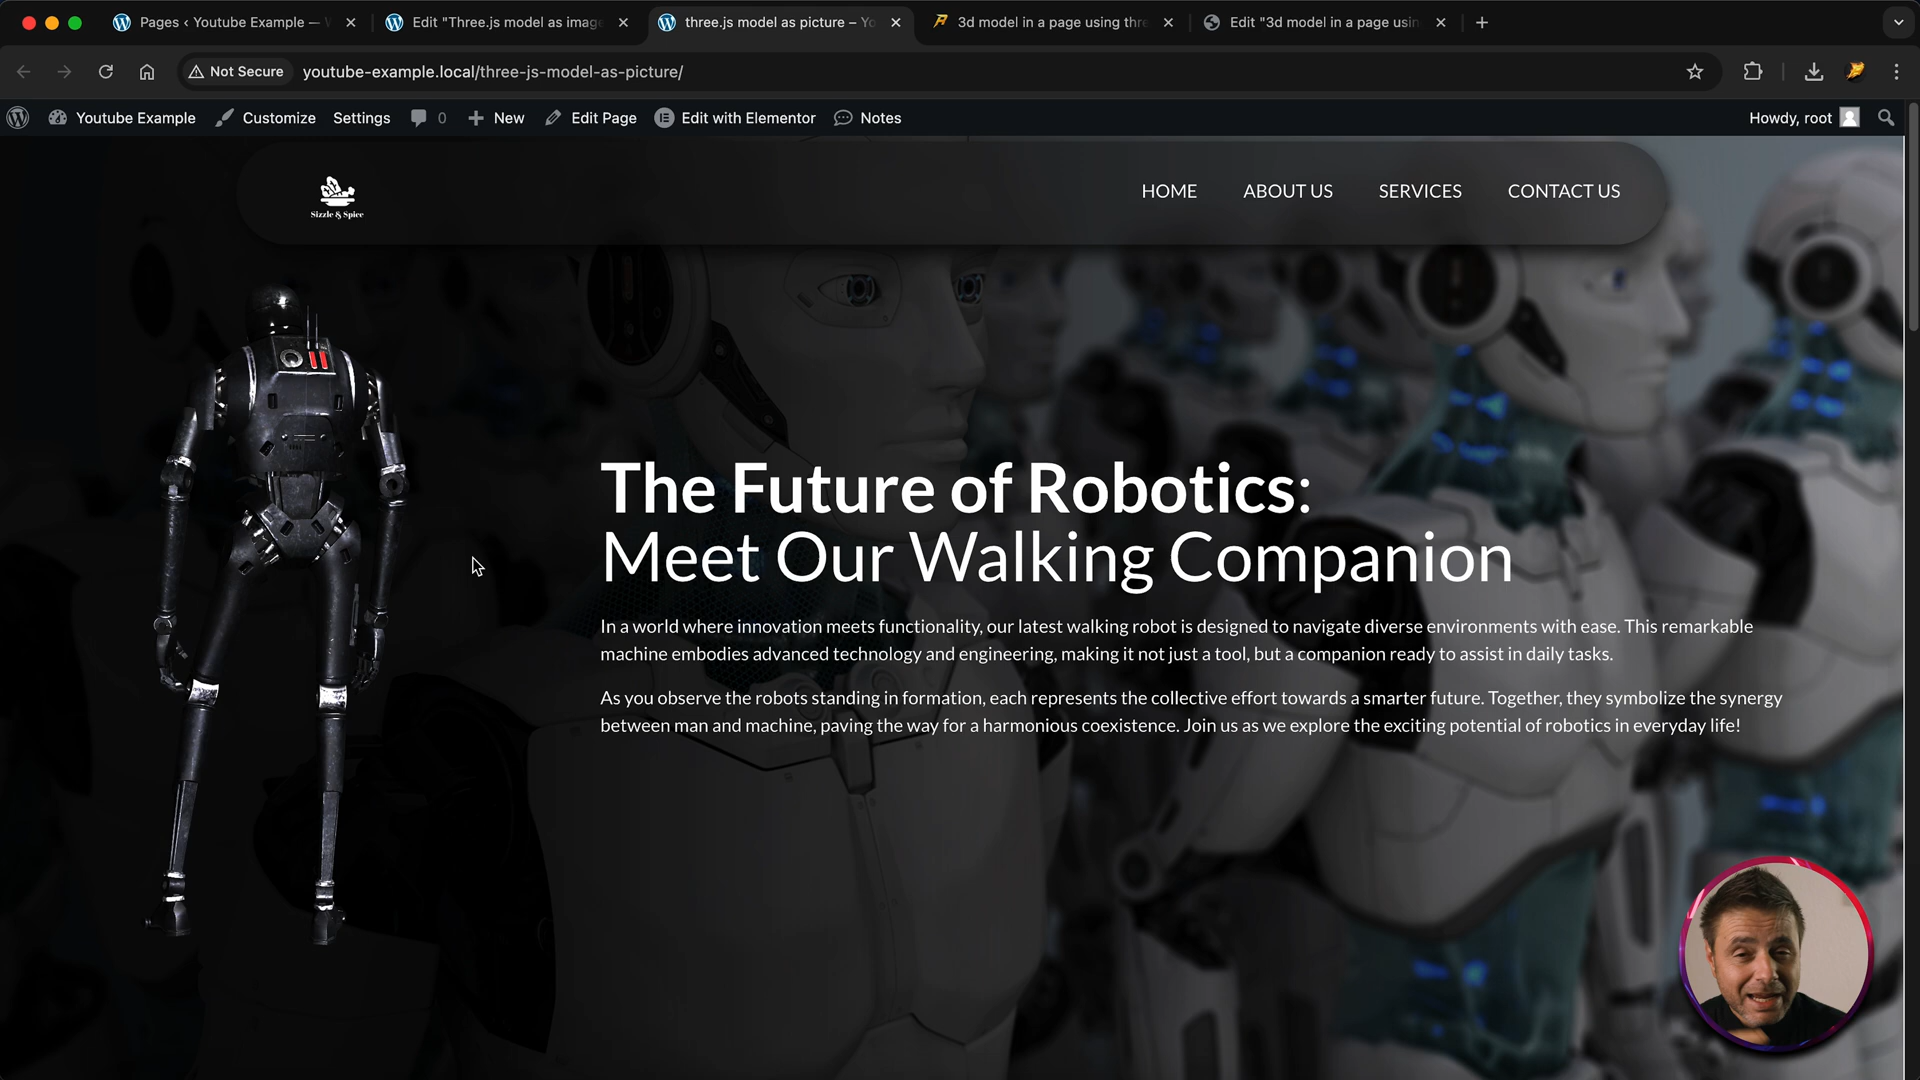 Pages ‹ Youtube Example —
Edit "Three.js model as imag
three.js model as picture – Yo
3d model in a page using thr
Edit "3d model in a page usin
Not Secure
youtube-example.local/three-js-model-as-picture/
Youtube Example
Customize
Settings
0
New
Edit Page
Edit with Elementor
Notes
Howdy, root
Sizzle & Spice
HOME
ABOUT US
SERVICES
CONTACT US
The Future of Robotics:
Meet Our Walking Companion
In a world where innovation meets functionality, our latest walking robot is designed to navigate diverse environments with ease. This remarkable
machine embodies advanced technology and engineering, making it not just a tool, but a companion ready to assist in daily tasks.
As you observe the robots standing in formation, each represents the collective effort towards a smarter future. Together, they symbolize the synergy
between man and machine, paving the way for a harmonious coexistence. Join us as we explore the exciting potential of robotics in everyday life!